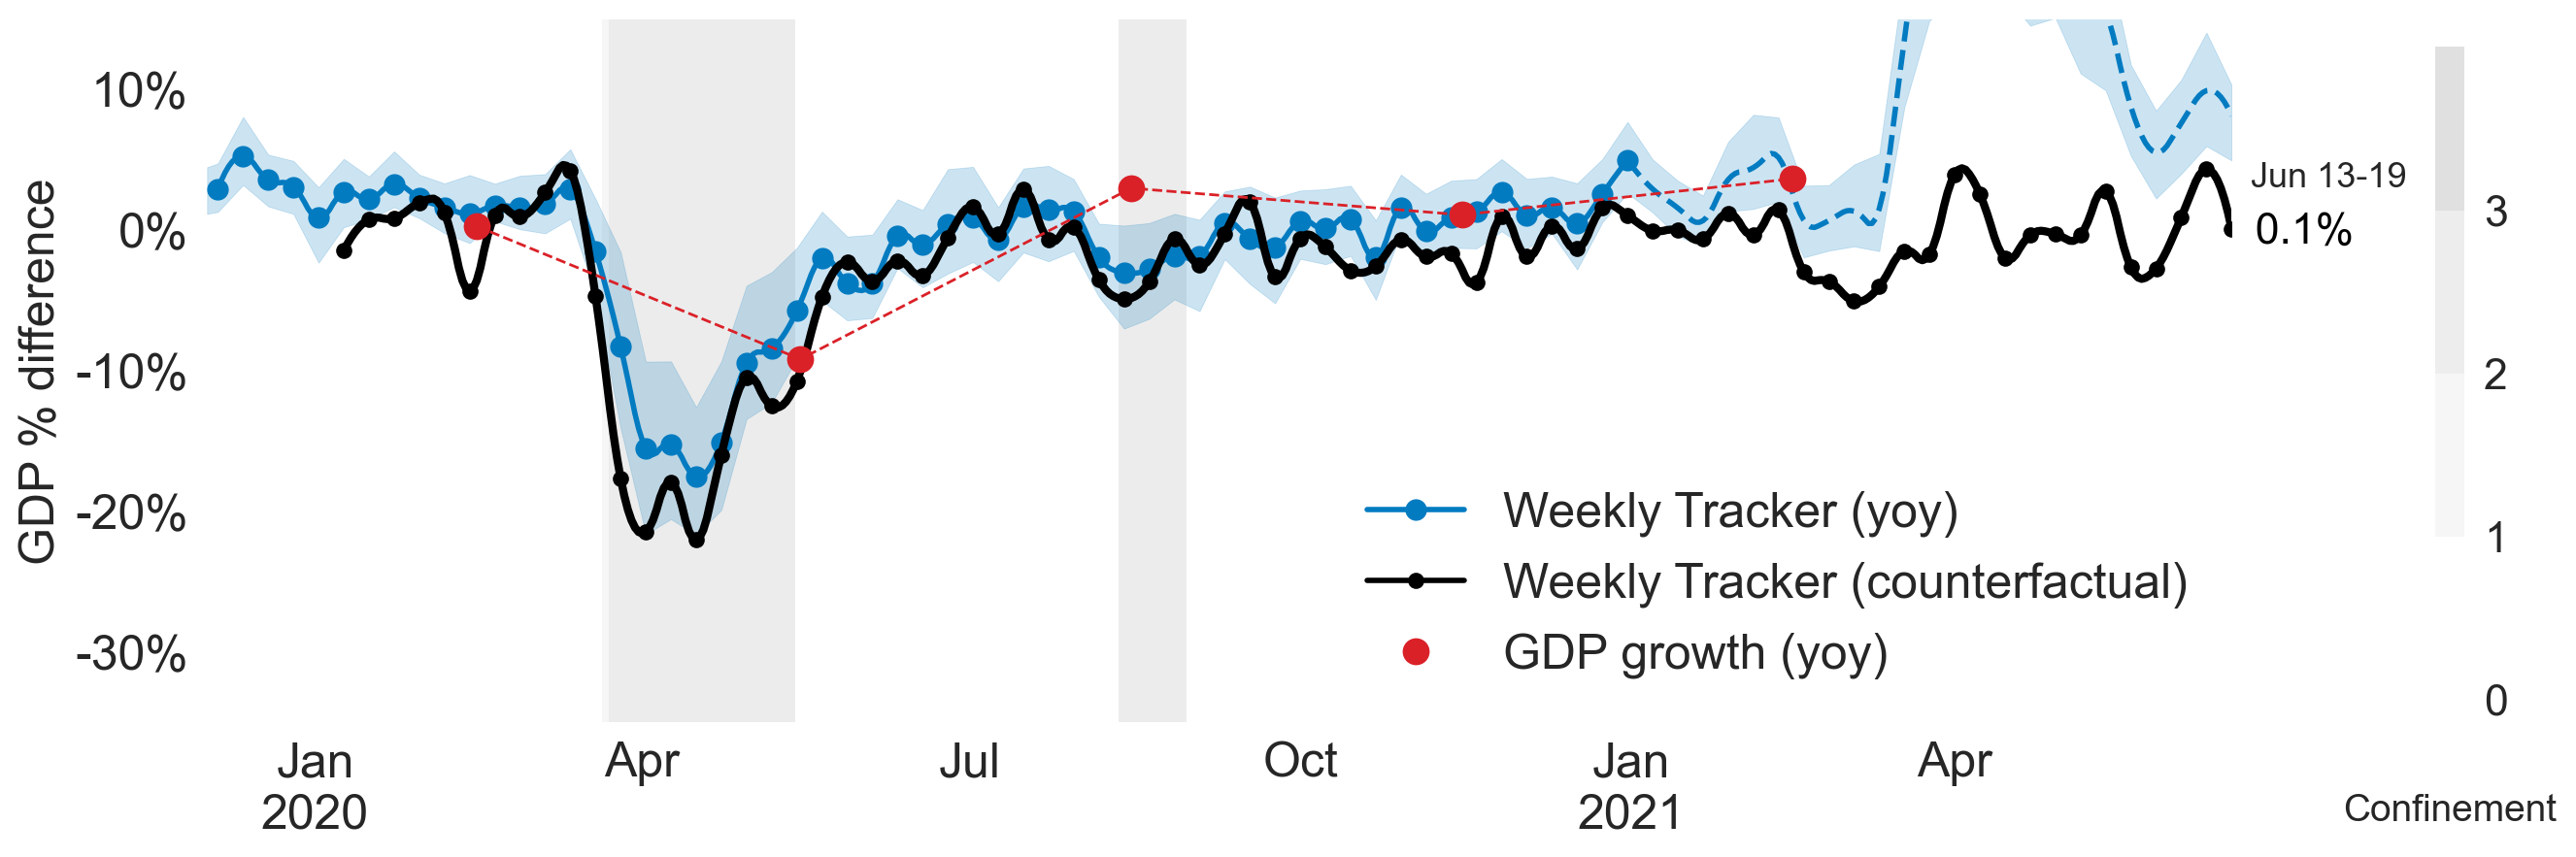 GDP % difference
10%
0%
-10%
-20%
-30%
Jan
2020
Apr
Jul
Oct
Jan
2021
Apr
Jun 13-19
0.1%
Weekly Tracker (yoy)
Weekly Tracker (counterfactual)
GDP growth (yoy)
3
2
1
0
Confinement